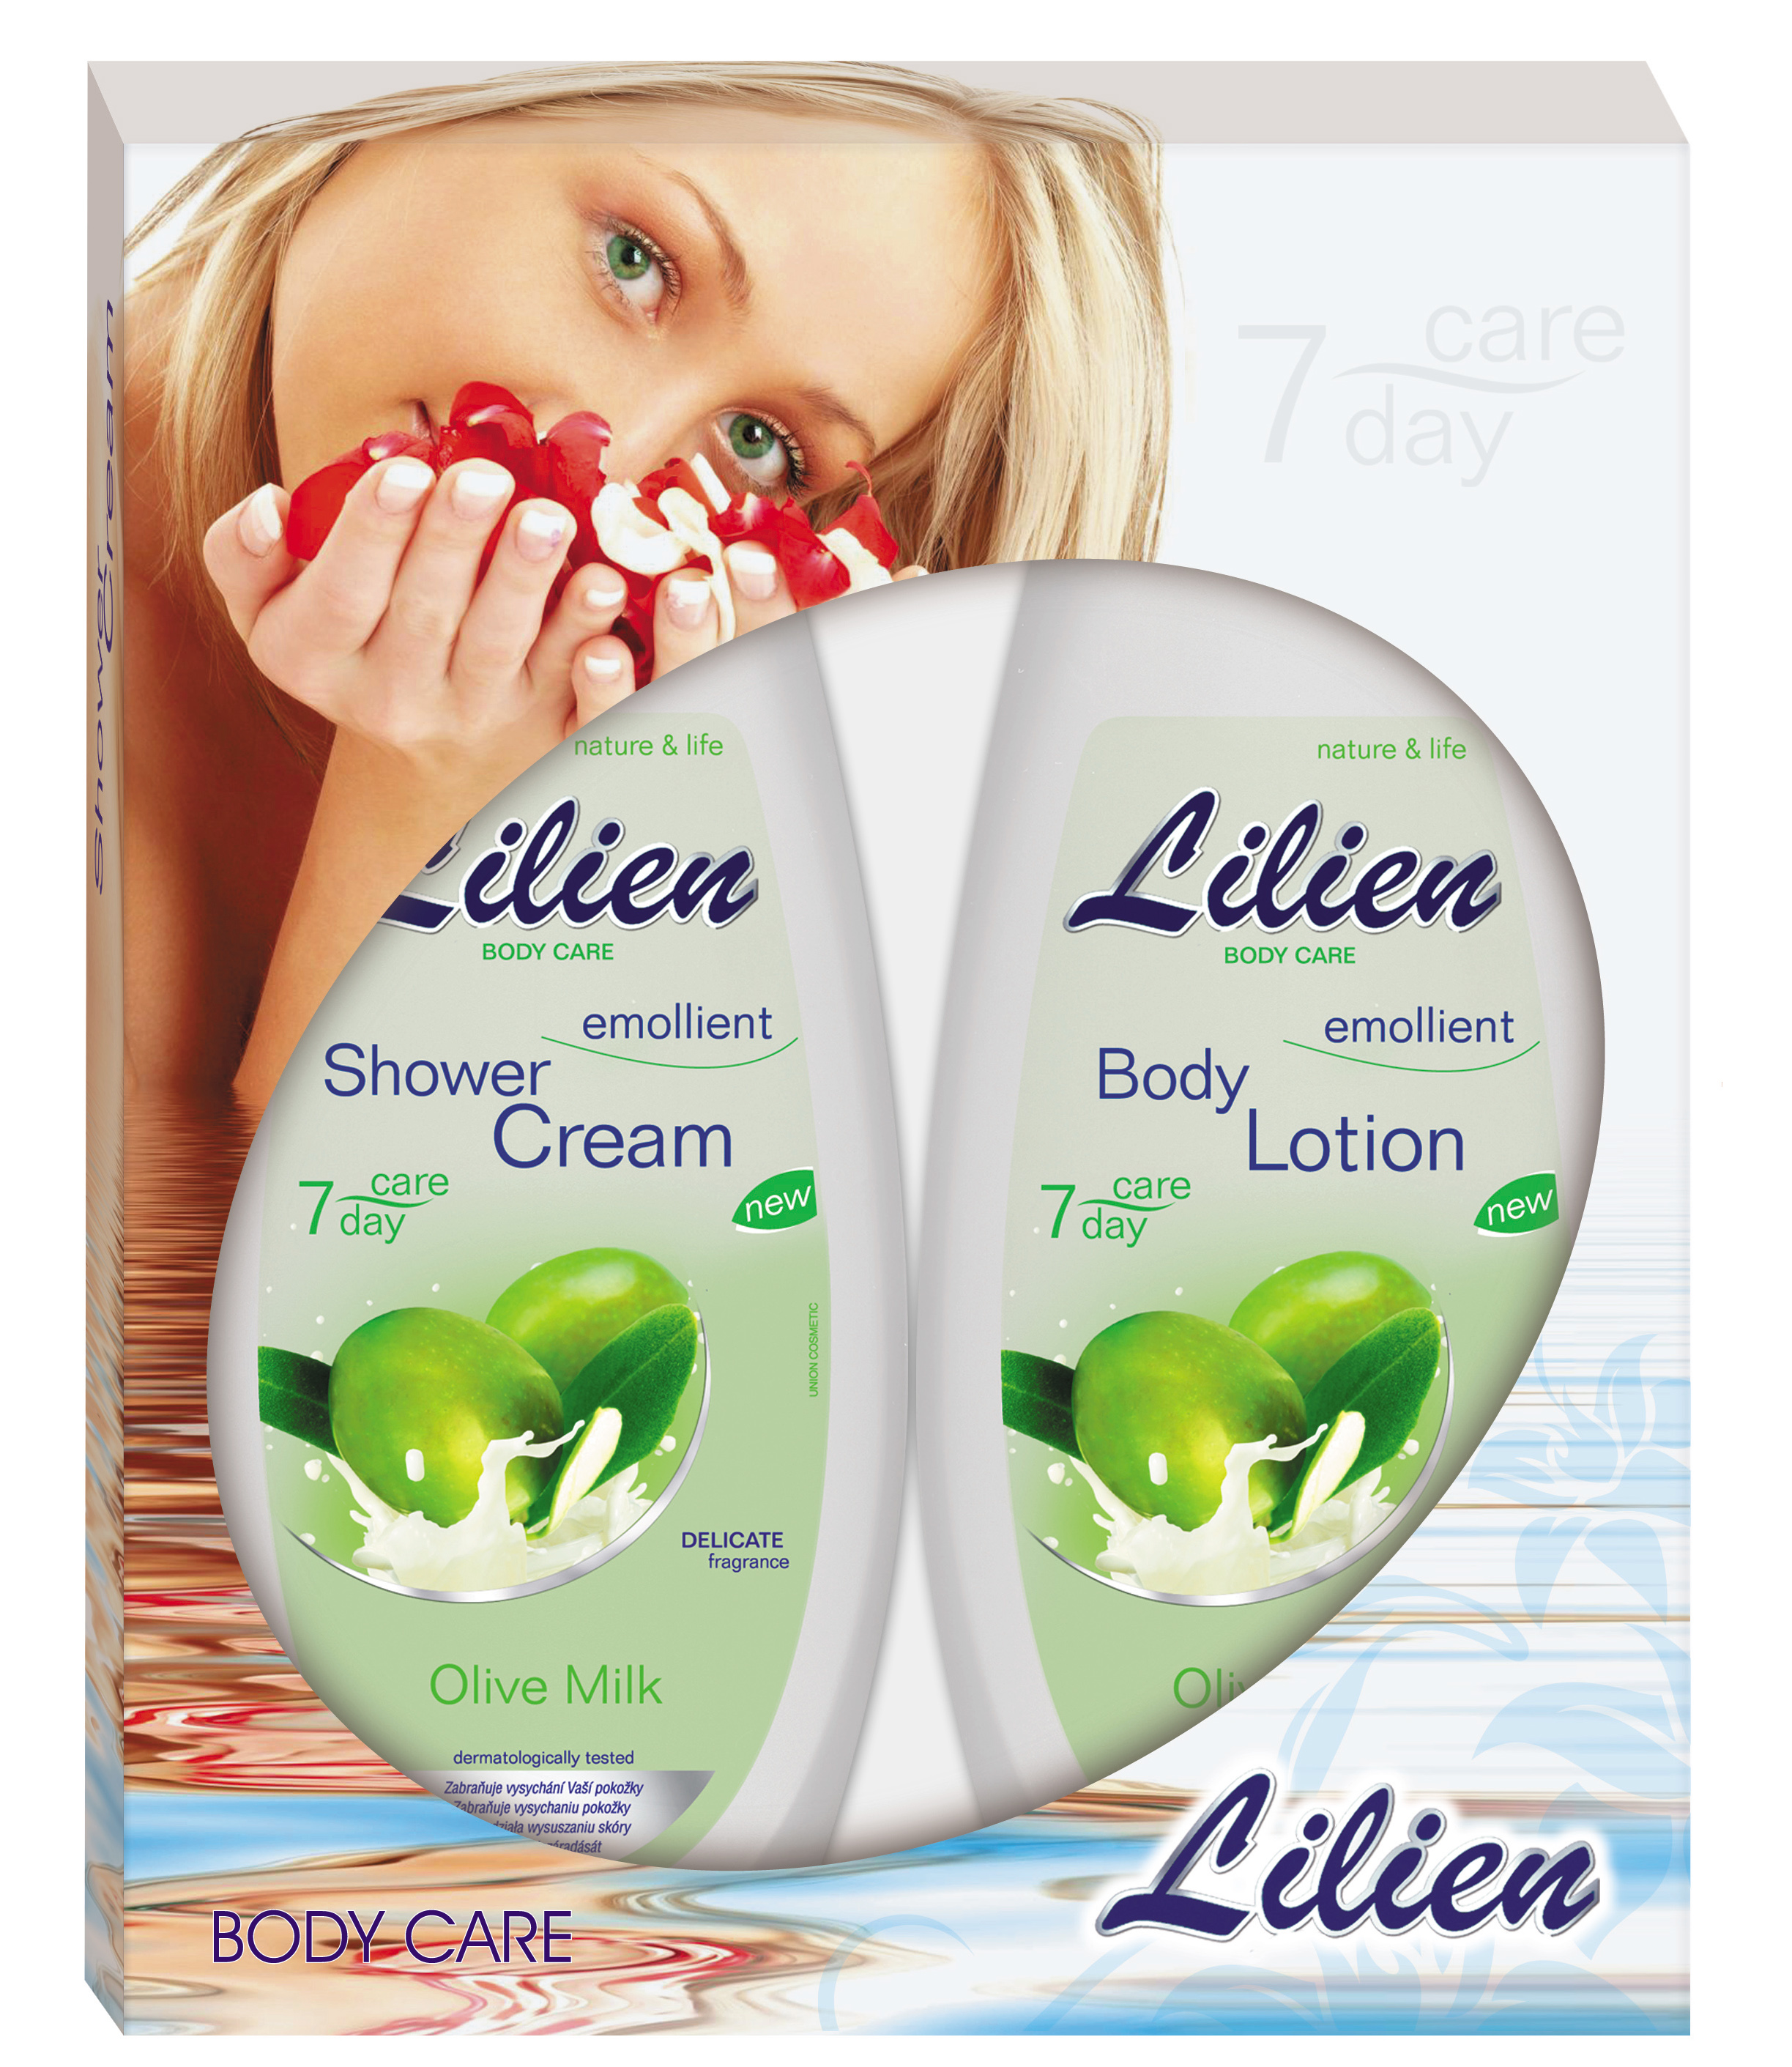 7 care
day
Shower Cream
nature & life
Lilien
BODY CARE
emollient
Shower
Cream
7 care
day
new
UNION COSMETIC
DELICATE
fragrance
Olive Milk
dermatologically tested
Zabraňuje vysychání Vaší pokožky
Zabraňuje vysychaniu pokožky
wysuszaniu skóry
nature & life
Lilien
BODY CARE
emollient
Body
Lotion
7 care
day
new
BODY CARE
Lilien